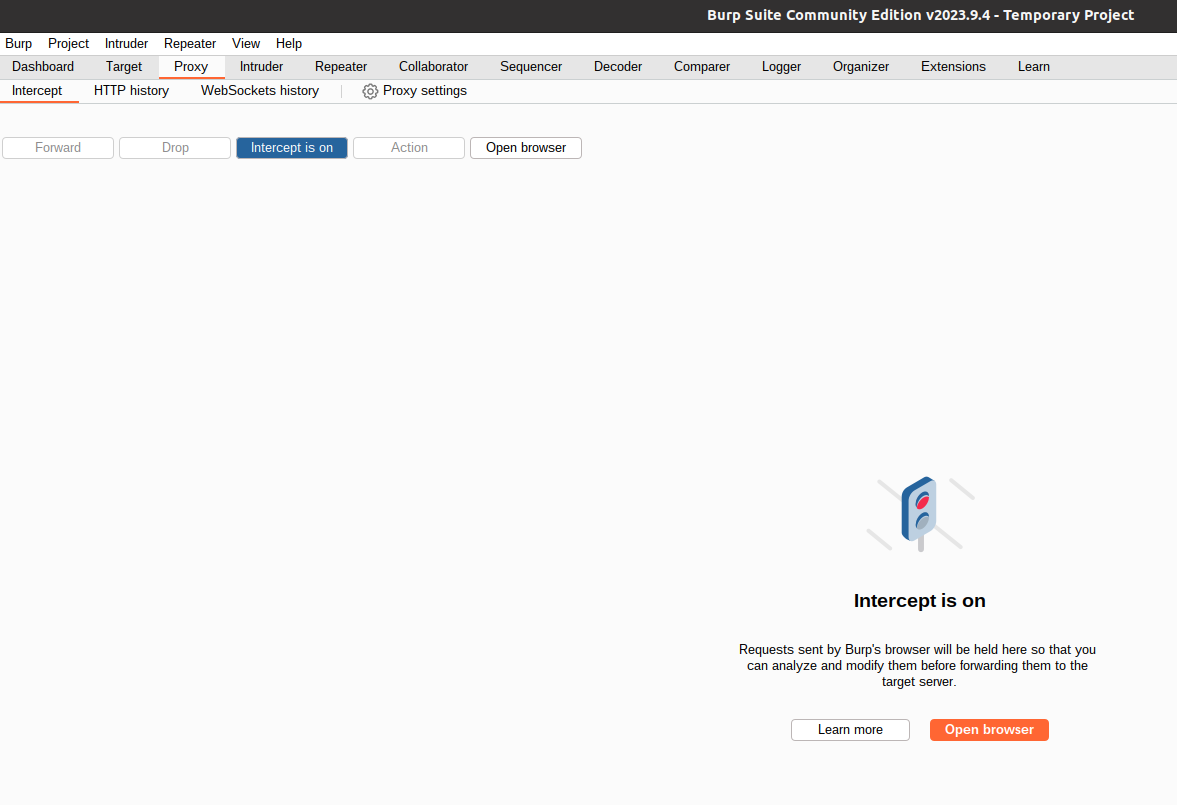 Burp Suite Community Edition v2023.9.4 - Temporary Project
Burp Project Intruder Repeater View Help
Dashboard Target Proxy Intruder Repeater Collaborator Sequencer Decoder Comparer Logger Organizer Extensions Learn
Intercept HTTP history WebSockets history Proxy settings
Forward Drop Intercept is on Action Open browser
Intercept is on
Requests sent by Burp's browser will be held here so that you
can analyze and modify them before forwarding them to the
target server.
Learn more Open browser